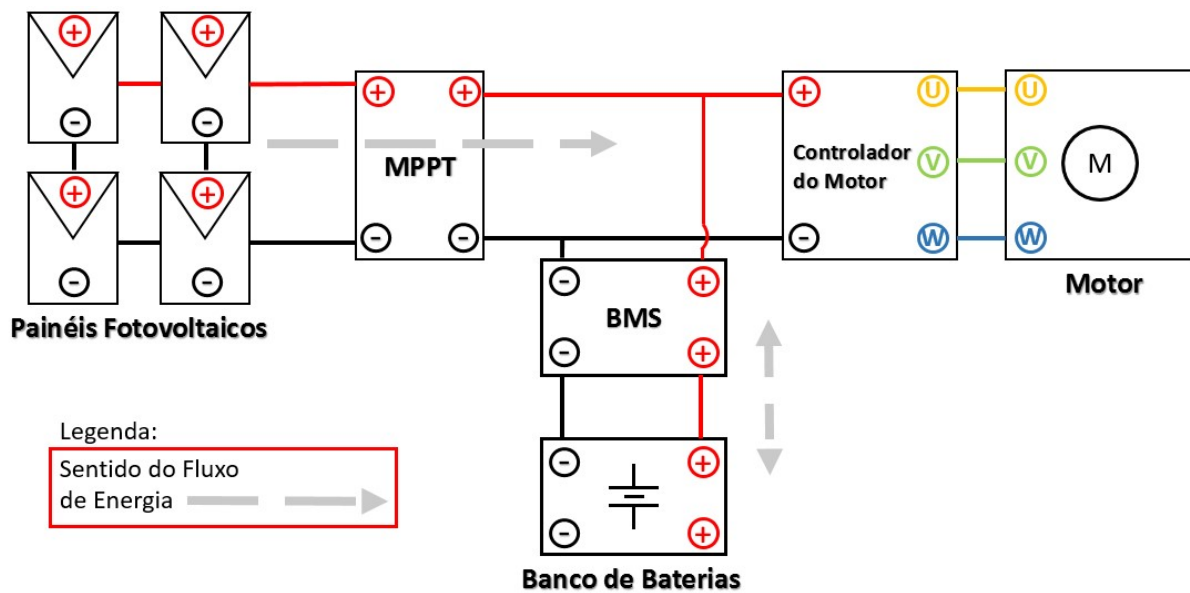 + +
- -
+ +
- -
Painéis Fotovoltaicos
+ +
MPPT
- -
+ U
Controlador
do Motor
V
- W
U
V
M
W
Motor
- +
BMS
- +
- +
- +
Banco de Baterias
Legenda:
Sentido do Fluxo
de Energia